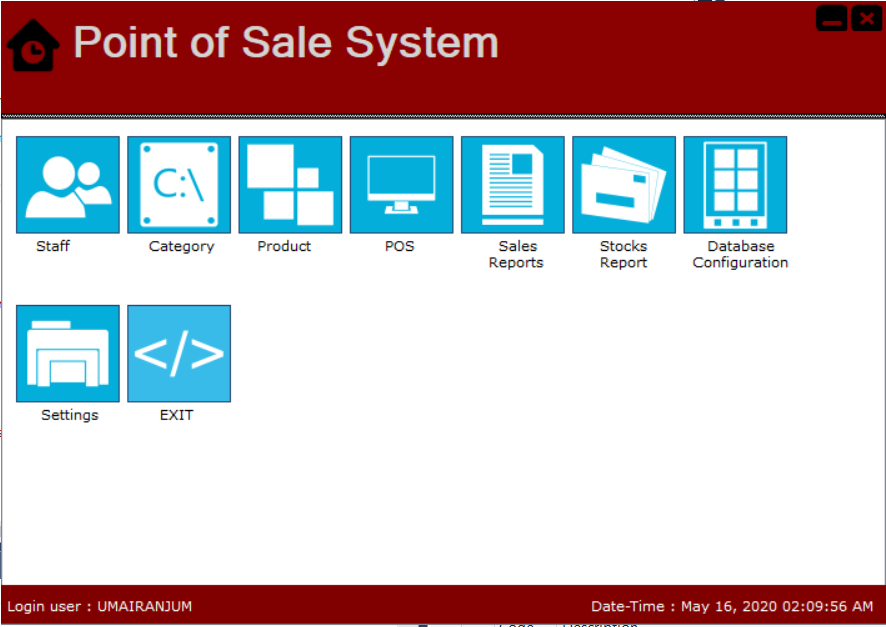 Point of Sale System
C:\
Staff
Category
Product
POS
Sales
Reports
Stocks
Report
Database
Configuration
</>
Settings
EXIT
Login user : UMAIRANJUM
Date-Time : May 16, 2020 02:09:56 AM
Description